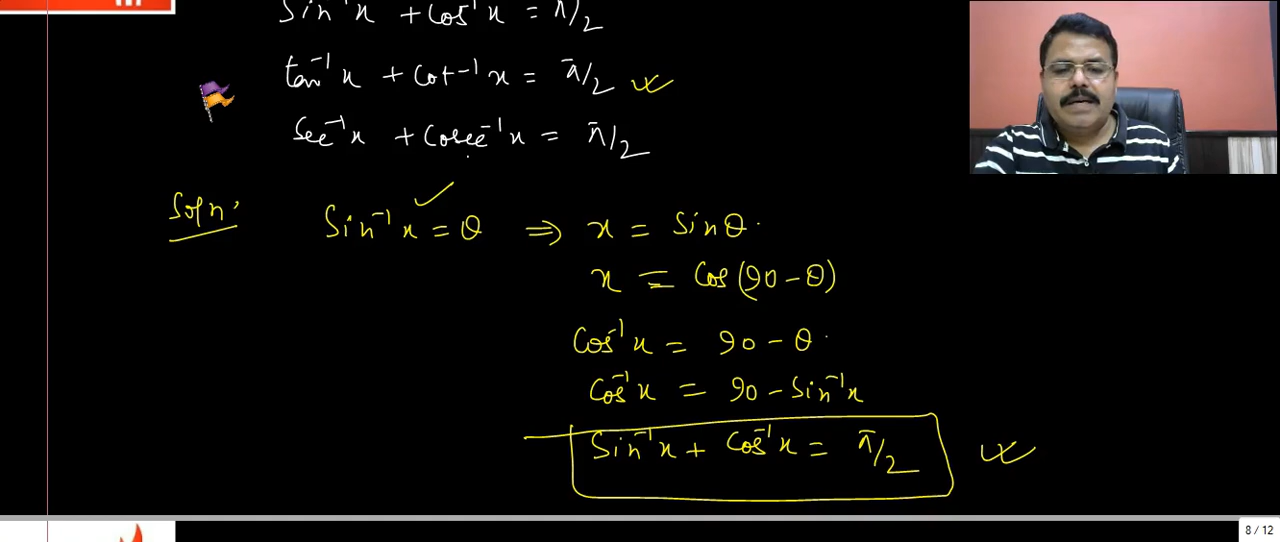 Sin⁻¹x + Cos⁻¹x = π/2
tan⁻¹x + Cot⁻¹x = π/2
Sec⁻¹x + Cosec⁻¹x = π/2
Soln:
Sin⁻¹x = θ ⇒ x = Sinθ.
x = Cos(90 - θ)
Cos⁻¹x = 90 - θ.
Cos⁻¹x = 90 - Sin⁻¹x
Sin⁻¹x + Cos⁻¹x = π/2
8 / 12